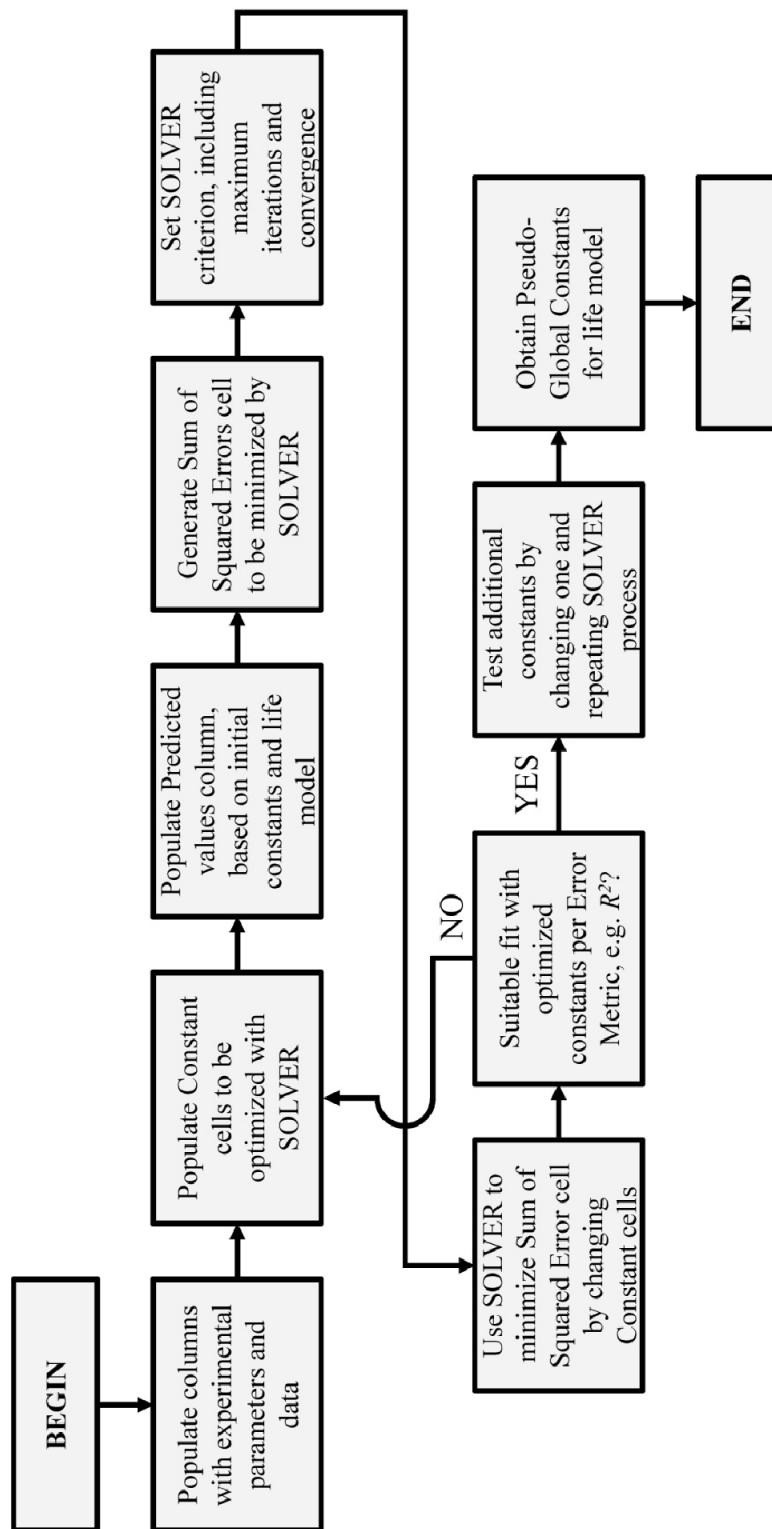 BEGIN
Populate columns
with experimental
parameters and
data
Populate Constant
cells to be
optimized with
SOLVER
Populate Predicted
values column,
based on initial
constants and life
model
Generate Sum of
Squared Errors cell
to be minimized by
SOLVER
Set SOLVER
criterion, including
maximum
iterations and
convergence
Use SOLVER to
minimize Sum of
Squared Error cell
by changing
Constant cells
Suitable fit with
optimized
constants per Error
Metric, e.g. R²?
NO
YES
Test additional
constants by
changing one and
repeating SOLVER
process
Obtain Pseudo-
Global Constants
for life model
END